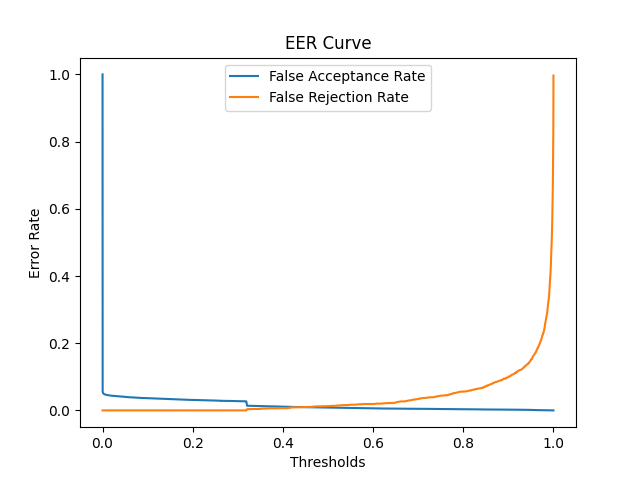 EER Curve
False Acceptance Rate
False Rejection Rate
1.0
0.8
0.6
0.4
0.2
0.0
Error Rate
0.0 0.2 0.4 0.6 0.8 1.0
Thresholds